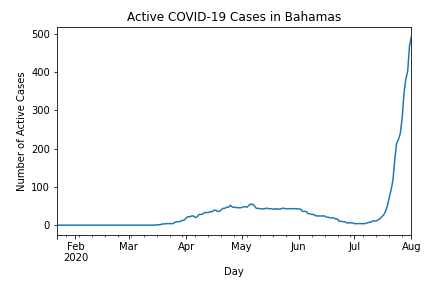 Active COVID-19 Cases in Bahamas
500
400
300
200
100
0
Number of Active Cases
Feb Mar Apr May Jun Jul Aug
2020
Day